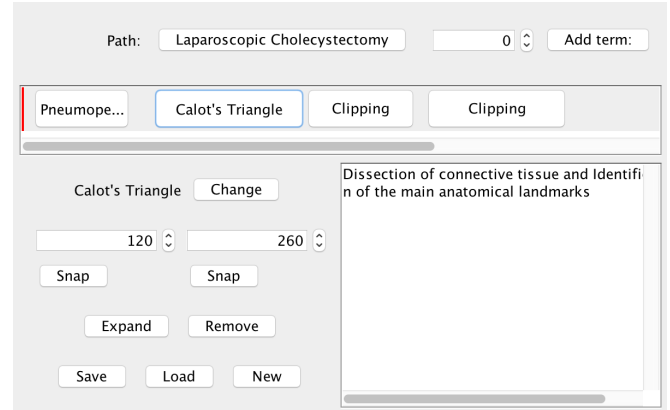 Path: Laparoscopic Cholecystectomy 0 Add term:
Pneumope... Calot's Triangle Clipping Clipping
Calot's Triangle Change
120 260
Snap Snap
Expand Remove
Save Load New
Dissection of connective tissue and Identifi
n of the main anatomical landmarks